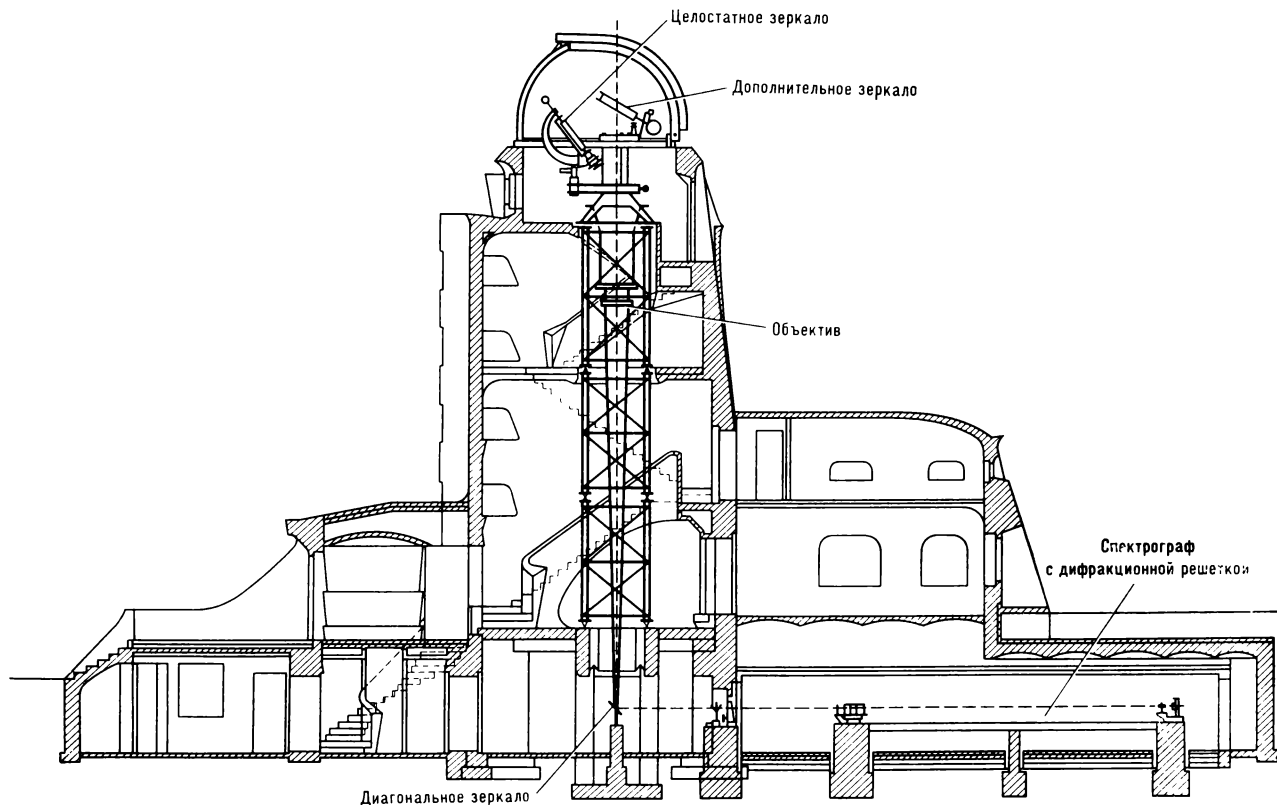 Целостатное зеркало
Дополнительное зеркало
Объектив
Спектрограф
с дифракционной решеткой
Диагональное зеркало